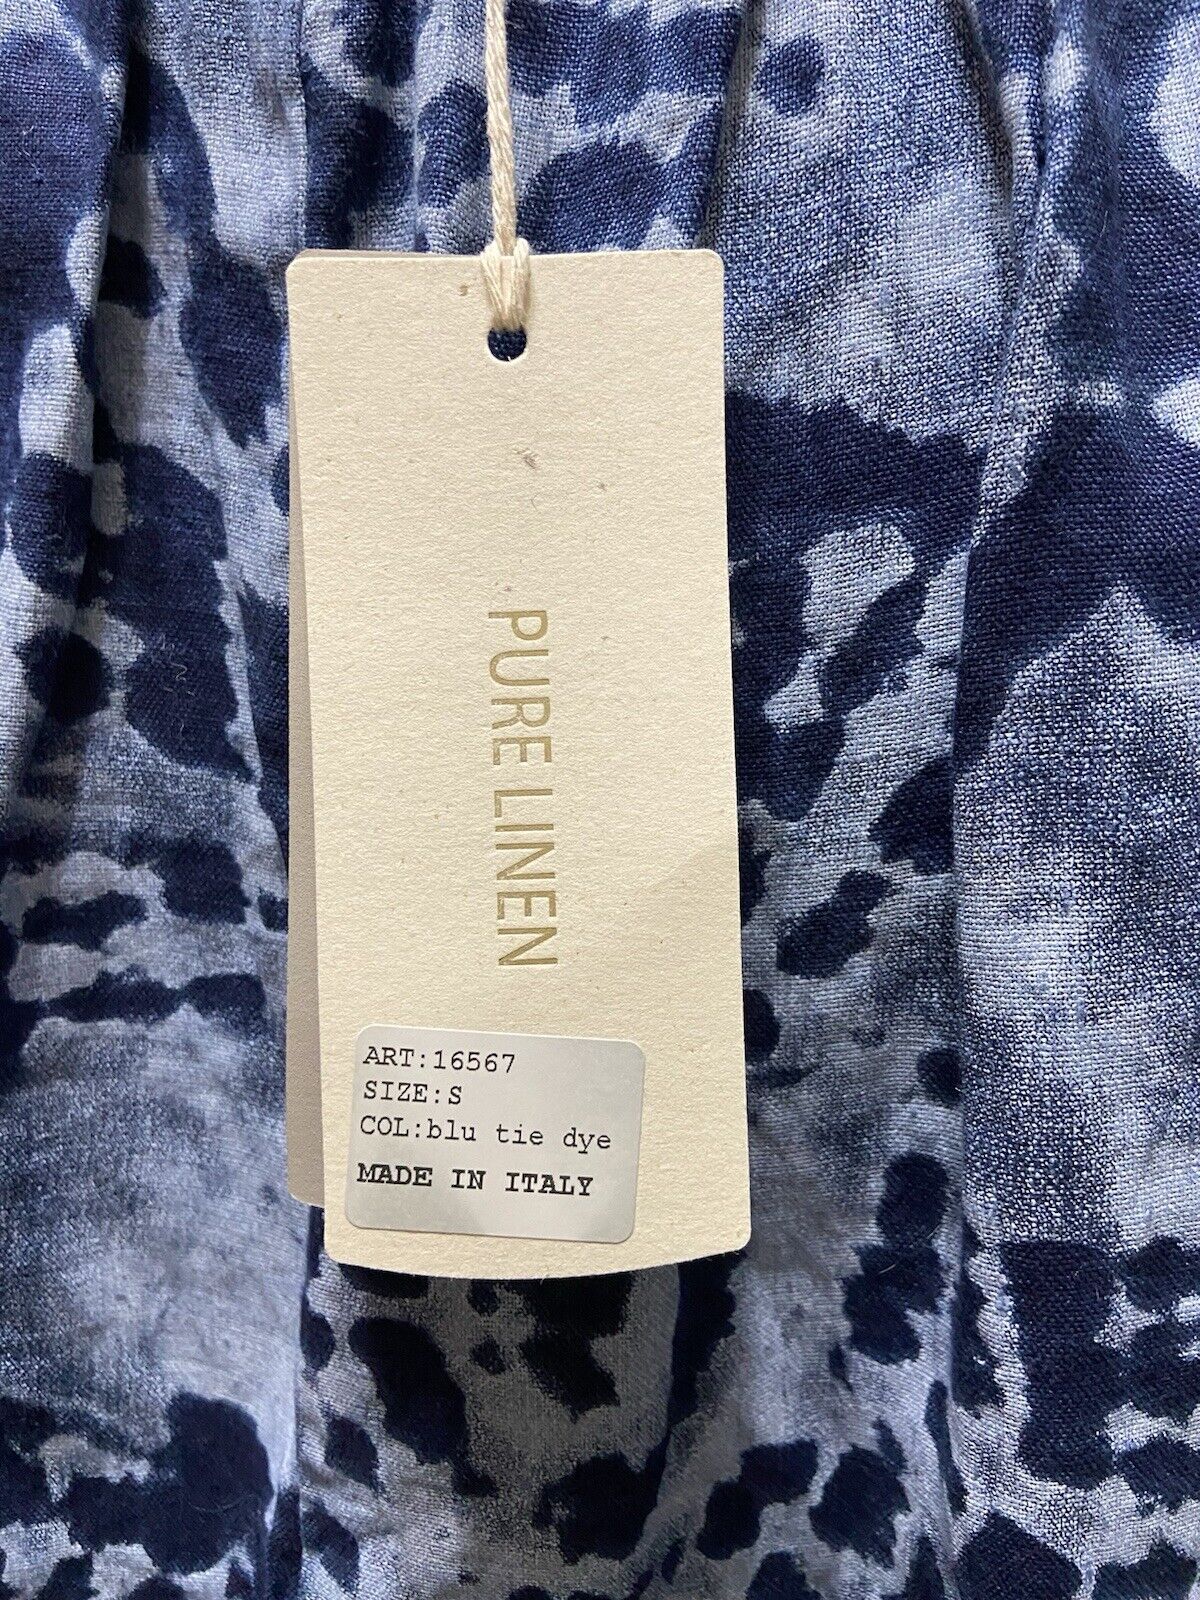 PURE LINEN
ART:16567
SIZE:S
COL:blu tie dye
MADE IN ITALY